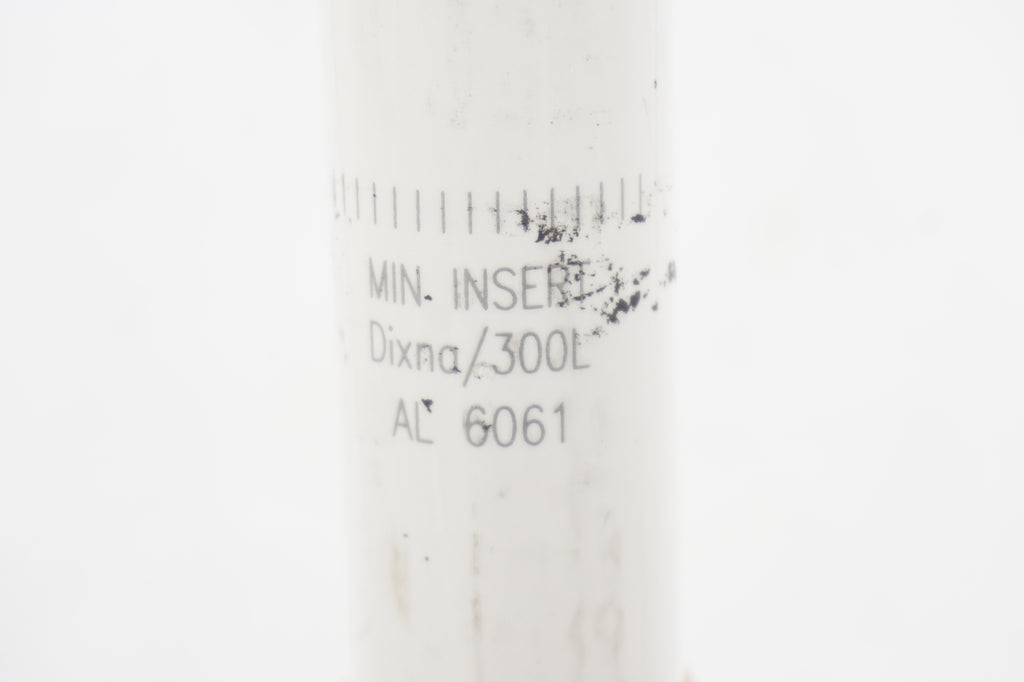 MIN. INSERT
Dixna/300L
AL 6061